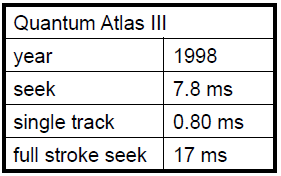 Quantum Atlas III
year 1998
seek 7.8 ms
single track 0.80 ms
full stroke seek 17 ms